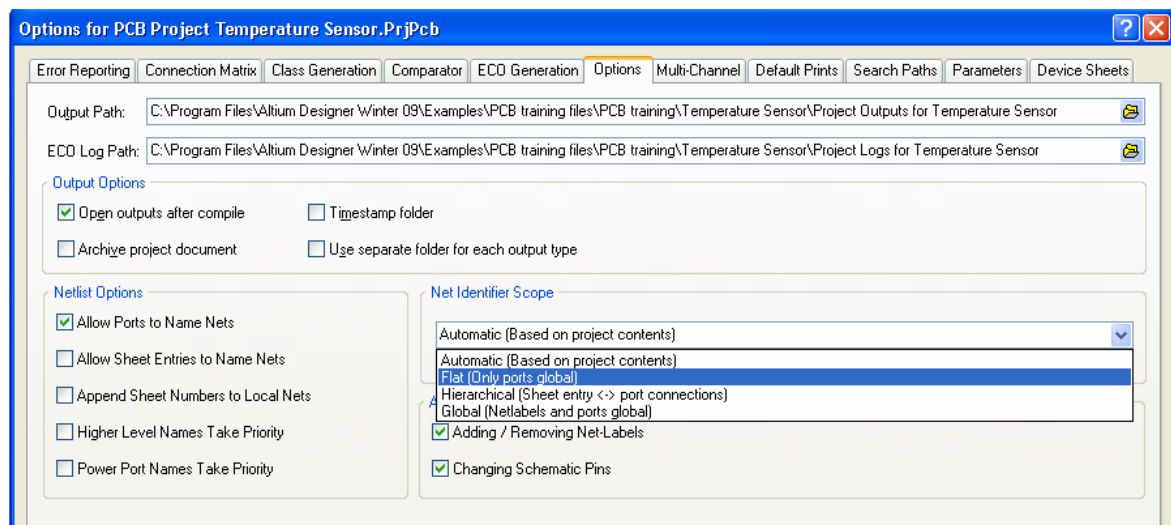 Options for PCB Project Temperature Sensor.PrjPcb
Error Reporting Connection Matrix Class Generation Comparator ECO Generation Options Multi-Channel Default Prints Search Paths Parameters Device Sheets
Output Path: C:\Program Files\Altium Designer Winter 09\Examples\PCB training files\PCB training\Temperature Sensor\Project Outputs for Temperature Sensor
ECO Log Path: C:\Program Files\Altium Designer Winter 09\Examples\PCB training files\PCB training\Temperature Sensor\Project Logs for Temperature Sensor
Output Options
Open outputs after compile Timestamp folder
Archive project document Use separate folder for each output type
Netlist Options
Allow Ports to Name Nets
Allow Sheet Entries to Name Nets
Append Sheet Numbers to Local Nets
Higher Level Names Take Priority
Power Port Names Take Priority
Net Identifier Scope
Automatic (Based on project contents)
Automatic (Based on project contents)
Flat (Only ports global)
Hierarchical (Sheet entry <-> port connections)
Global (Netlabels and ports global)
Adding / Removing Net-Labels
Changing Schematic Pins